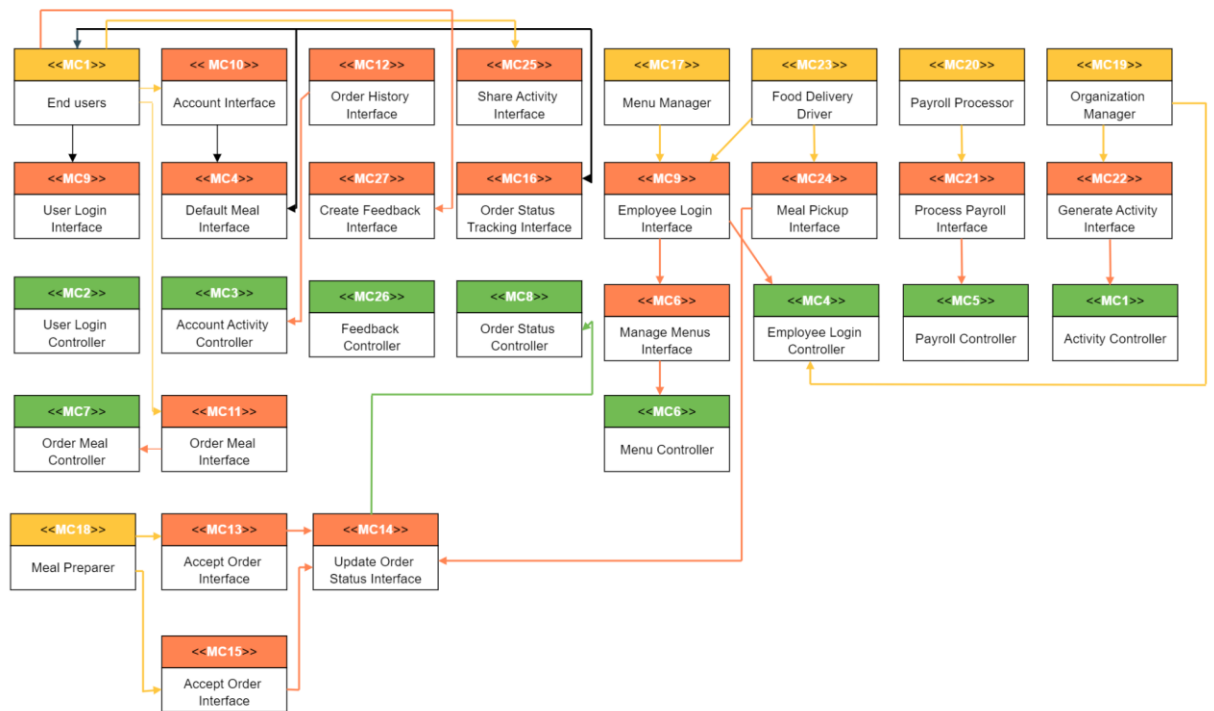 <<MC1>>
End users
<< MC10>>
Account Interface
<<MC12>>
Order History
Interface
<<MC25>>
Share Activity
Interface
<<MC17>>
Menu Manager
<<MC23>>
Food Delivery
Driver
<<MC20>>
Payroll Processor
<<MC19>>
Organization
Manager
<<MC9>>
User Login
Interface
<<MC4>>
Default Meal
Interface
<<MC27>>
Create Feedback
Interface
<<MC16>>
Order Status
Tracking Interface
<<MC9>>
Employee Login
Interface
<<MC24>>
Meal Pickup
Interface
<<MC21>>
Process Payroll
Interface
<<MC22>>
Generate Activity
Interface
<<MC2>>
User Login
Controller
<<MC3>>
Account Activity
Controller
<<MC26>>
Feedback
Controller
<<MC8>>
Order Status
Controller
<<MC6>>
Manage Menus
Interface
<<MC4>>
Employee Login
Controller
<<MC5>>
Payroll Controller
<<MC1>>
Activity Controller
<<MC7>>
Order Meal
Controller
<<MC11>>
Order Meal
Interface
<<MC6>>
Menu Controller
<<MC18>>
Meal Preparer
<<MC13>>
Accept Order
Interface
<<MC14>>
Update Order
Status Interface
<<MC15>>
Accept Order
Interface